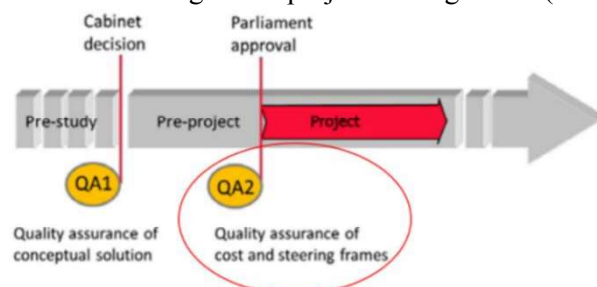 Cabinet
decision
Parliament
approval
Pre-study
Pre-project
Project
QA1
QA2
Quality assurance of
conceptual solution
Quality assurance of
cost and steering frames